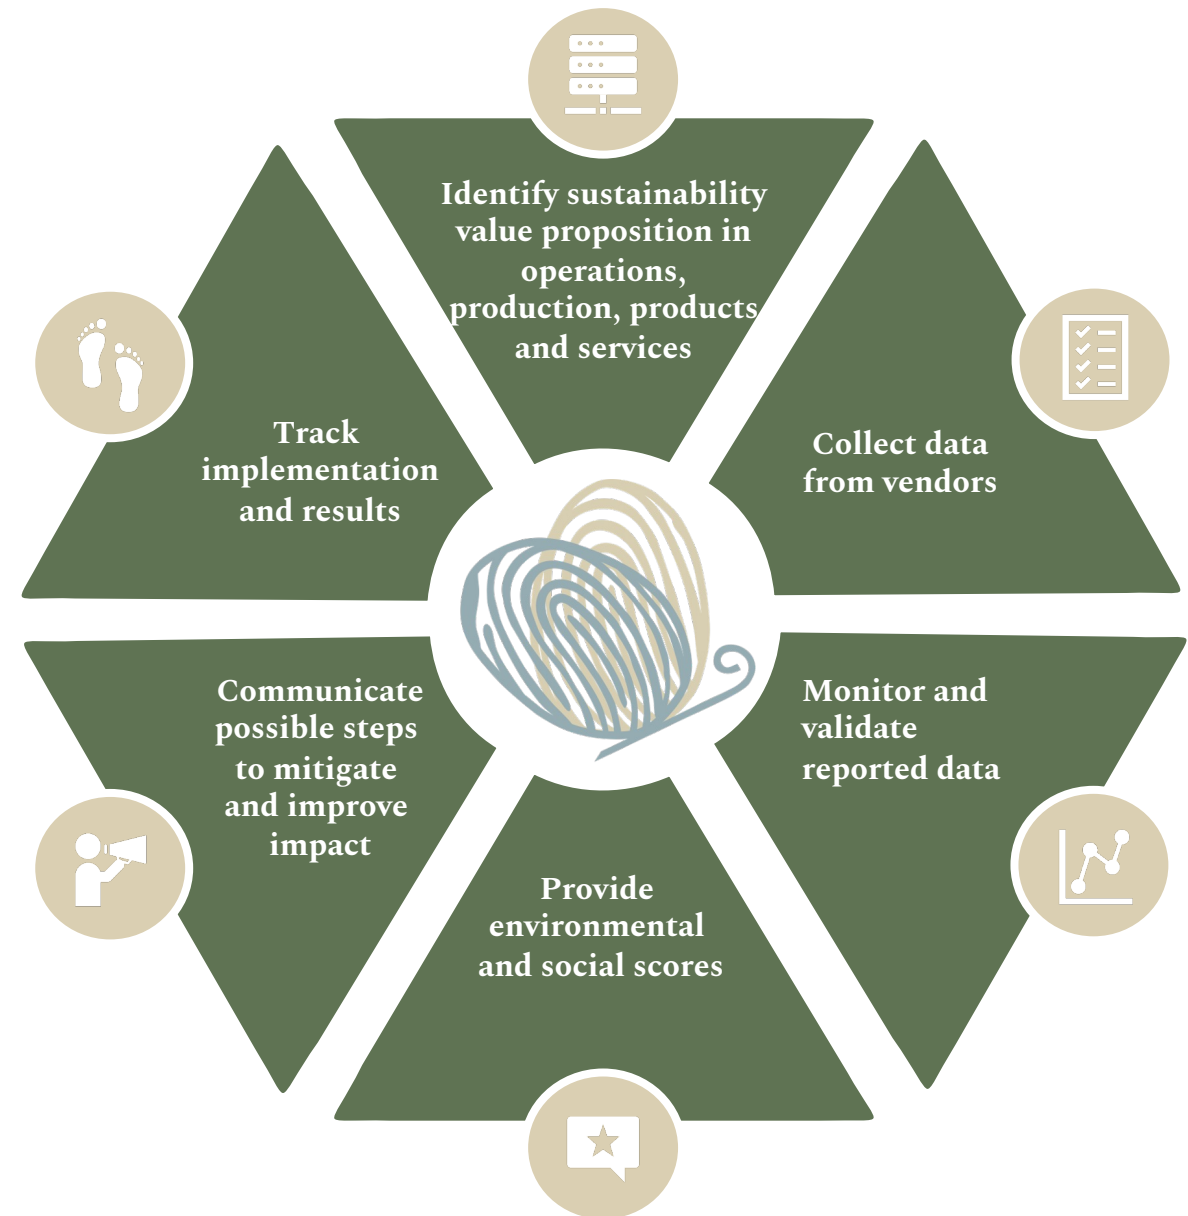 Identify sustainability
value proposition in
operations,
production, products
and services
Collect data
from vendors
Monitor and
validate
reported data
Provide
environmental
and social scores
Communicate
possible steps
to mitigate
and improve
impact
Track
implementation
and results